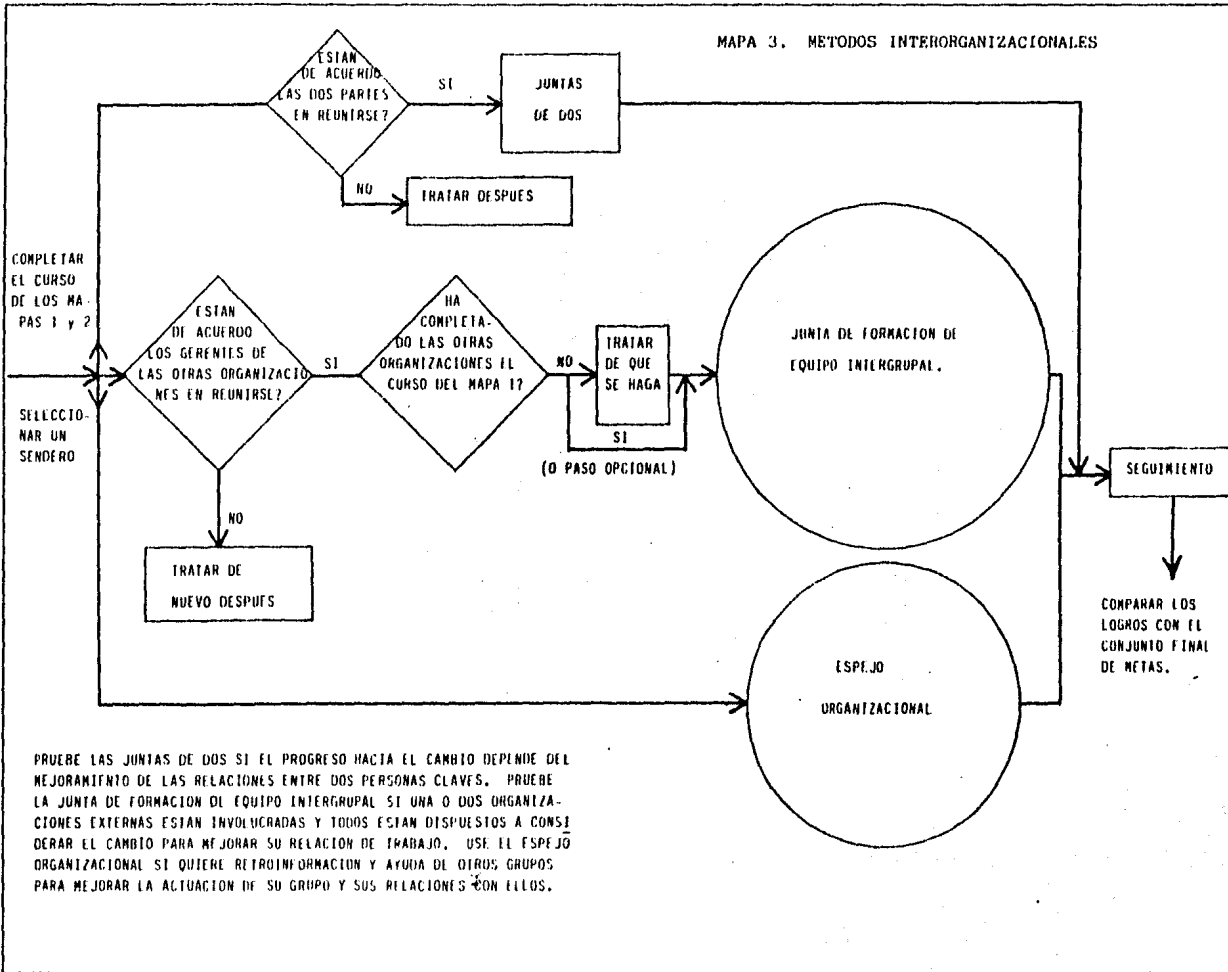 MAPA 3. METODOS INTERORGANIZACIONALES
ESTAN
DE ACUERDO
LAS DOS PARTES
EN REUNIRSE?
SI
JUNTAS
DE DOS
NO
TRATAR DESPUES
COMPLETAR
EL CURSO
DE LOS MA-
PAS 1 y 2
SELECCIO-
NAR UN
SENDERO
ESTAN
DE ACUERDO
LOS GERENTES DE
LAS OTRAS ORGANIZACIO
NES EN REUNIRSE?
SI
NO
TRATAR DE
NUEVO DESPUES
HA
COMPLETA-
DO LAS OTRAS
ORGANIZACIONES EL
CURSO DEL MAPA 1?
NO
TRATAR
DE QUE
SE HAGA
SI
(O PASO OPCIONAL)
JUNTA DE FORMACION DE
EQUIPO INTERGRUPAL.
ESPEJO
ORGANIZACIONAL
SEGUIMIENTO
COMPARAR LOS
LOGROS CON EL
CONJUNTO FINAL
DE METAS.
PRUEBE LAS JUNTAS DE DOS SI EL PROGRESO HACIA EL CAMBIO DEPENDE DEL
MEJORAMIENTO DE LAS RELACIONES ENTRE DOS PERSONAS CLAVES. PRUEBE
LA JUNTA DE FORMACION DE EQUIPO INTERGRUPAL SI UNA O DOS ORGANIZA-
CIONES EXTERNAS ESTAN INVOLUCRADAS Y TODOS ESTAN DISPUESTOS A CONSI
DERAR EL CAMBIO PARA MEJORAR SU RELACION DE TRABAJO. USE EL ESPEJO
ORGANIZACIONAL SI QUIERE RETROINFORMACION Y AYUDA DE OTROS GRUPOS
PARA MEJORAR LA ACTUACION DE SU GRUPO Y SUS RELACIONES CON ELLOS.